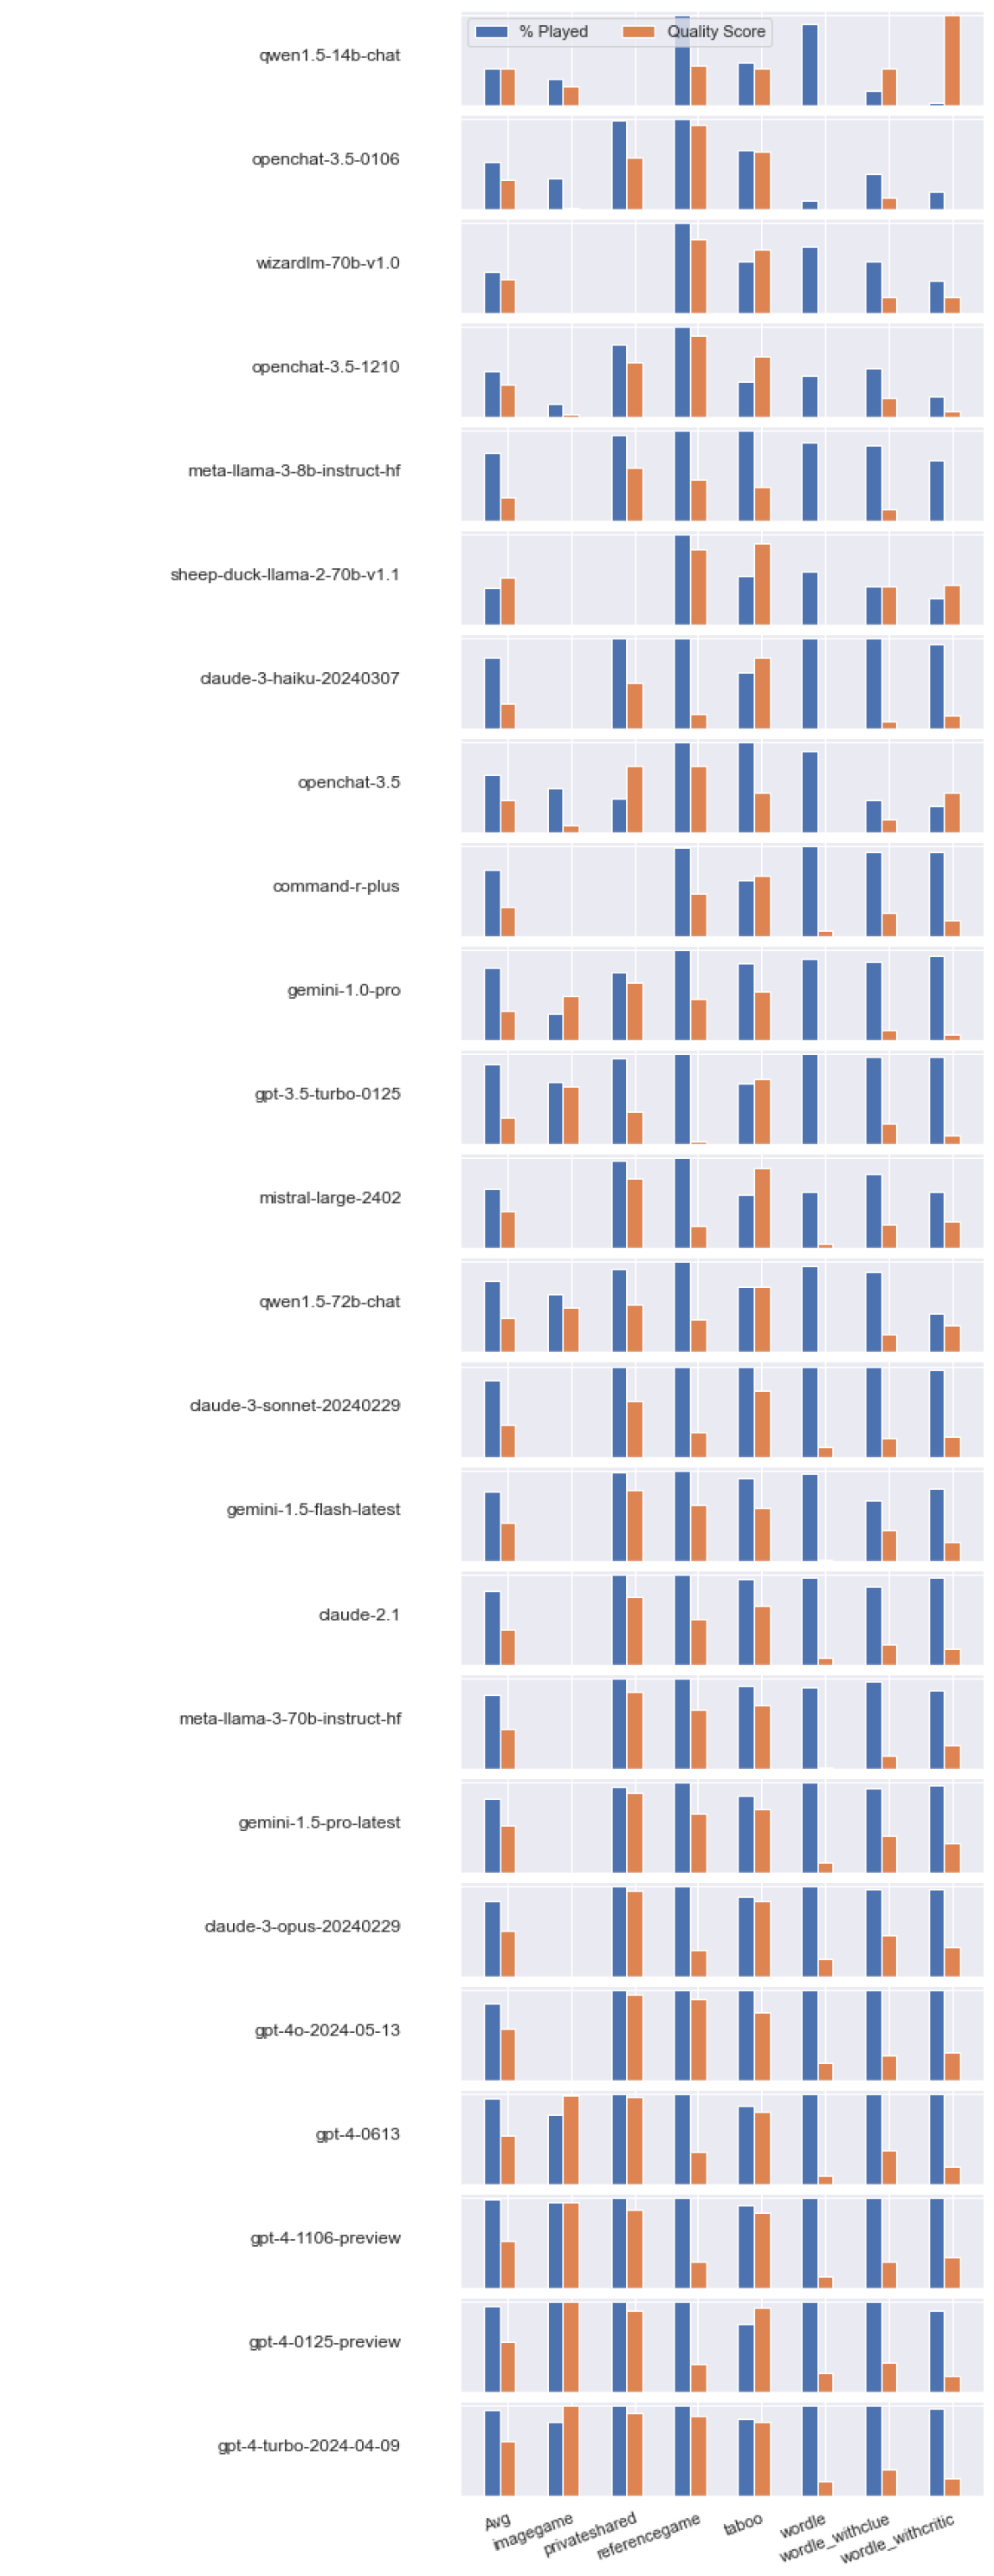 % Played Quality Score
qwen1.5-14b-chat
openchat-3.5-0106
wizardlm-70b-v1.0
openchat-3.5-1210
meta-llama-3-8b-instruct-hf
sheep-duck-llama-2-70b-v1.1
claude-3-haiku-20240307
openchat-3.5
command-r-plus
gemini-1.0-pro
gpt-3.5-turbo-0125
mistral-large-2402
qwen1.5-72b-chat
claude-3-sonnet-20240229
gemini-1.5-flash-latest
claude-2.1
meta-llama-3-70b-instruct-hf
gemini-1.5-pro-latest
claude-3-opus-20240229
gpt-4o-2024-05-13
gpt-4-0613
gpt-4-1106-preview
gpt-4-0125-preview
gpt-4-turbo-2024-04-09
Avg
imagegame
privateshared
referencegame
taboo
wordle
wordle_withclue
wordle_withcritic